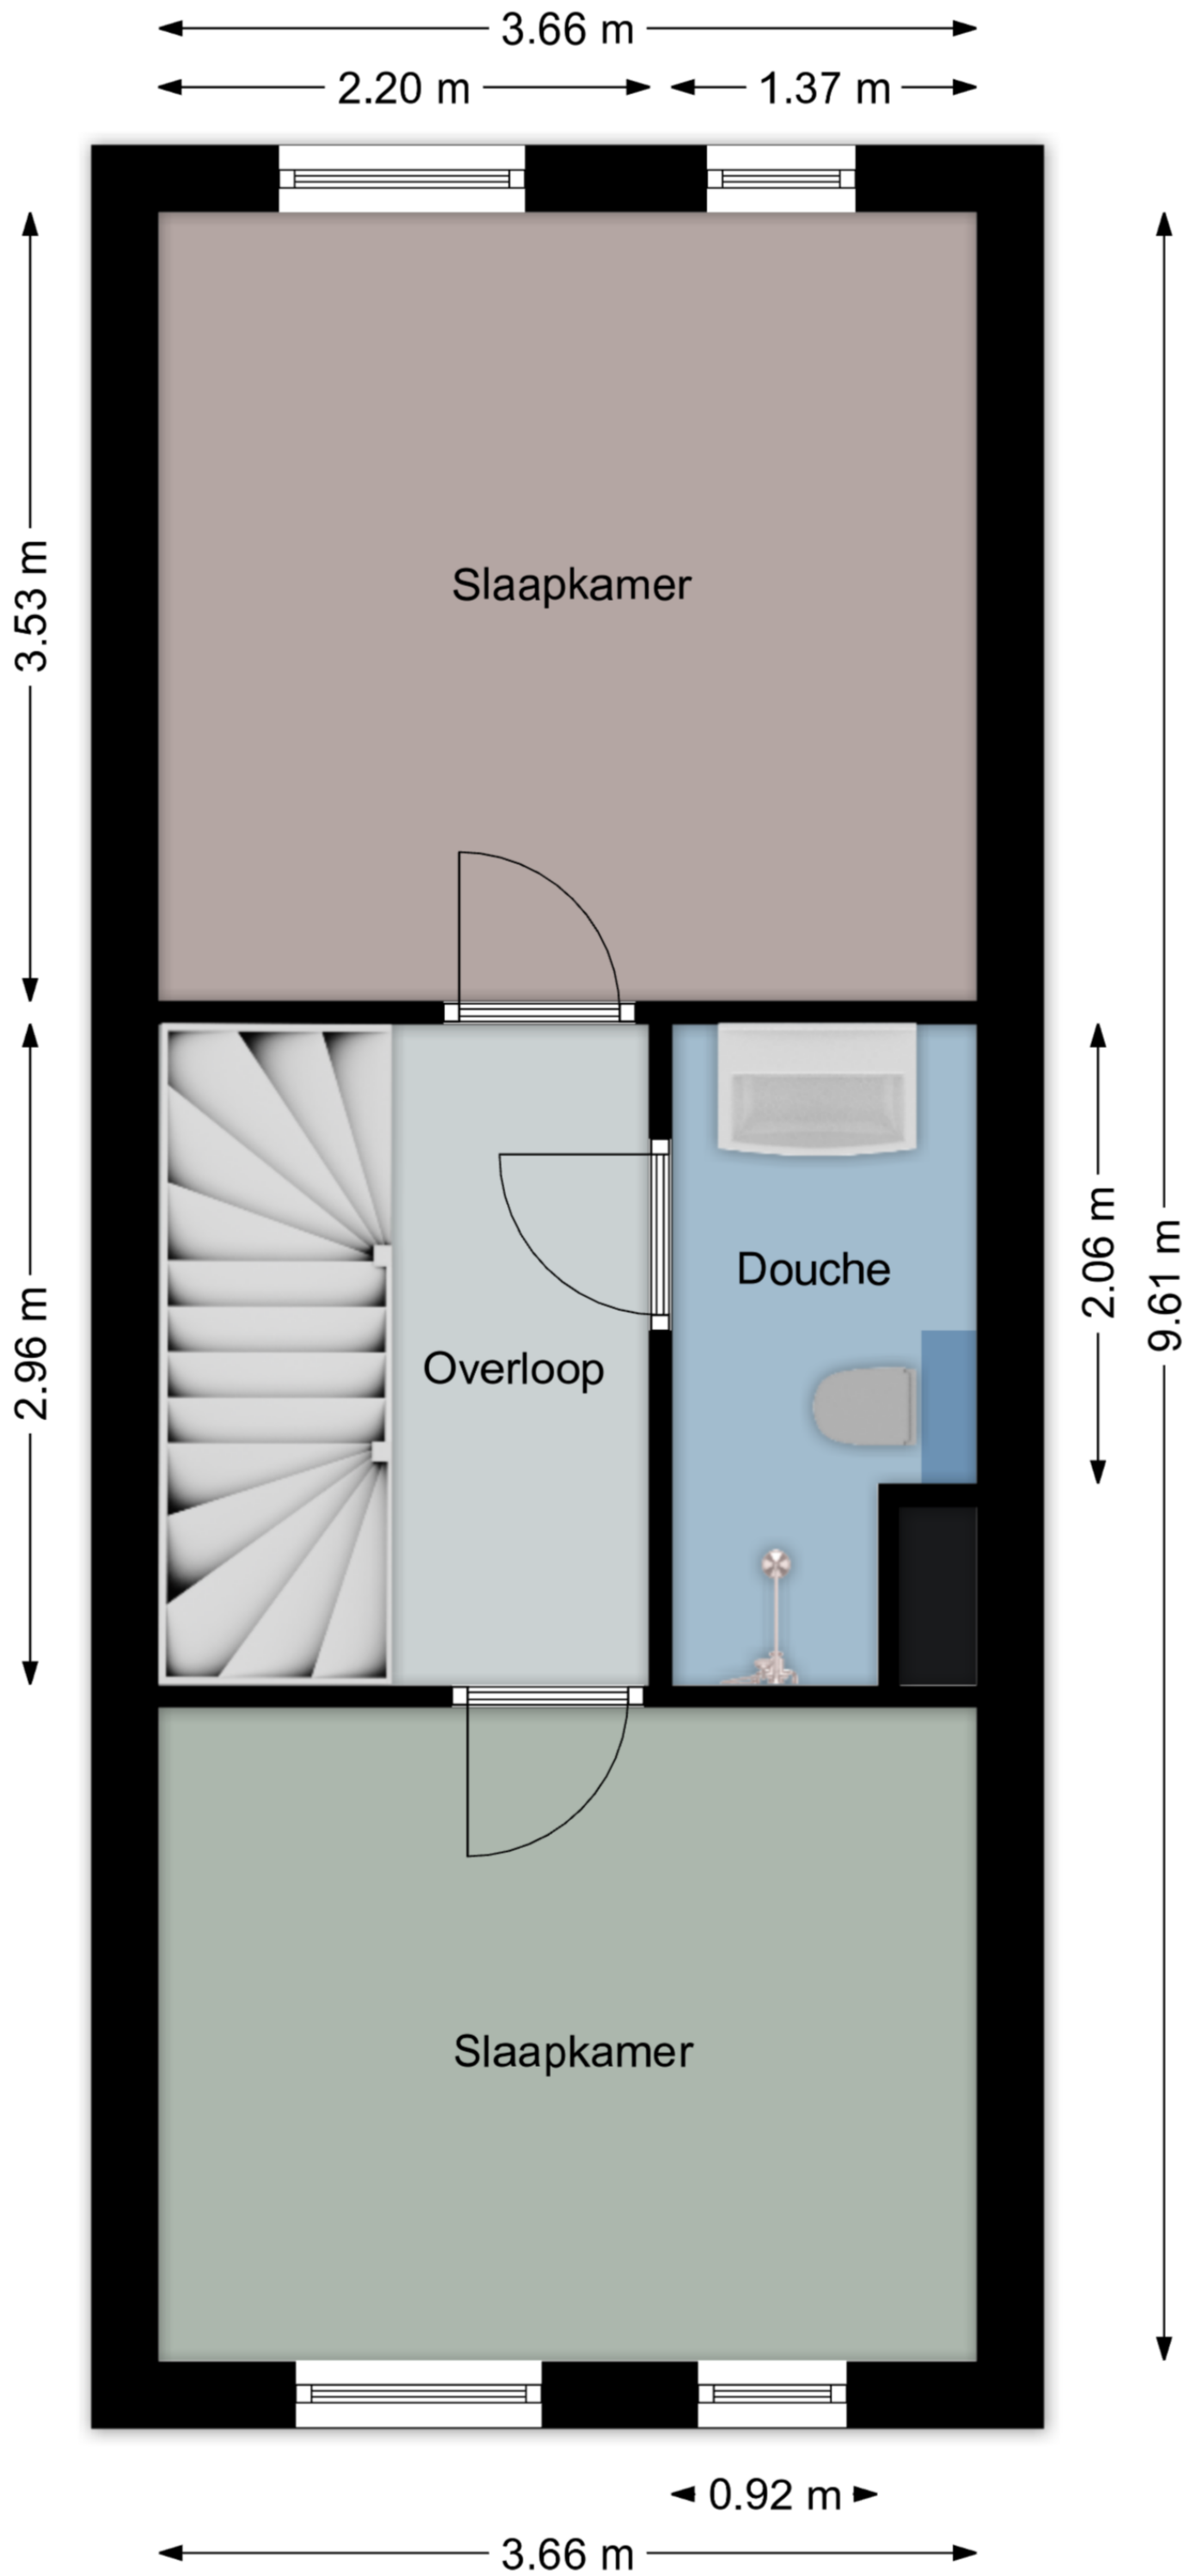 3.66 m
2.20 m
1.37 m
3.53 m
Slaapkamer
2.96 m
Overloop
Douche
2.06 m
9.61 m
Slaapkamer
0.92 m
3.66 m